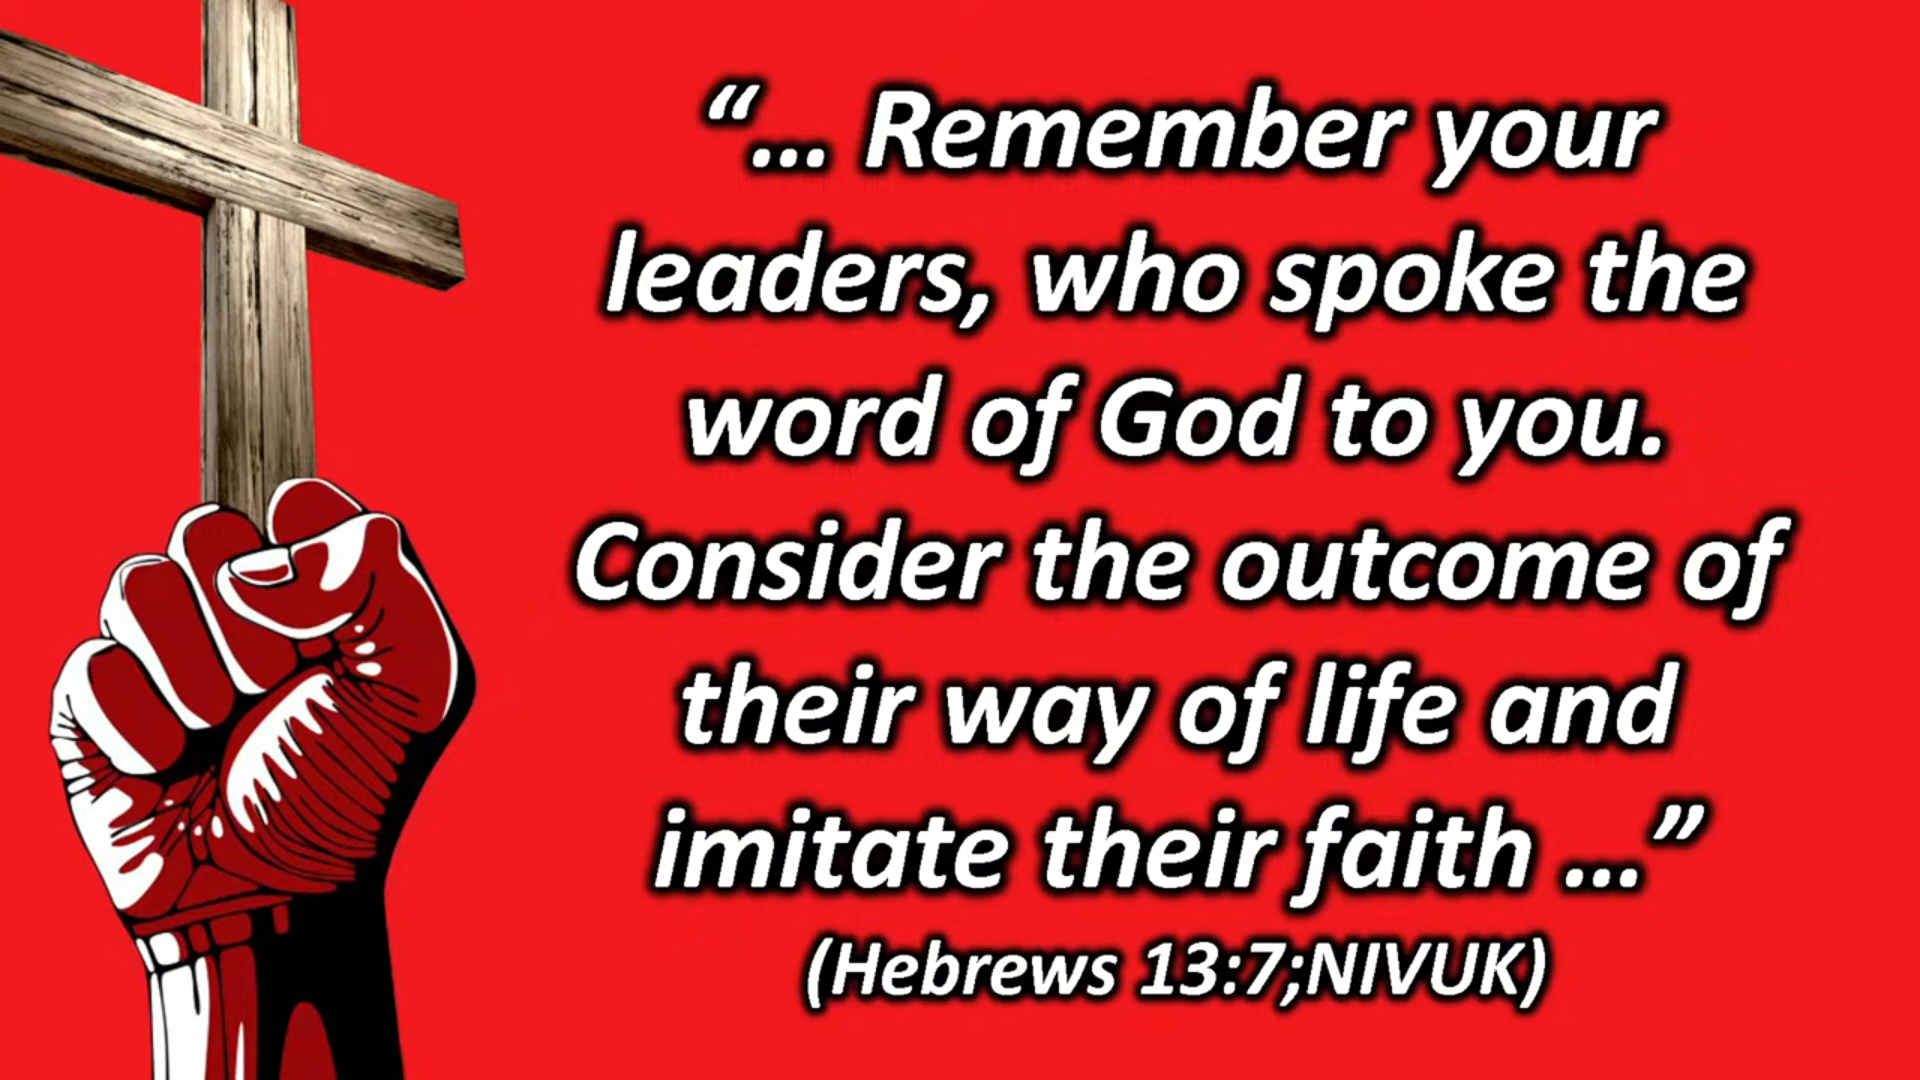 “... Remember your
leaders, who spoke the
word of God to you.
Consider the outcome of
their way of life and
imitate their faith ...”
(Hebrews 13:7;NIVUK)